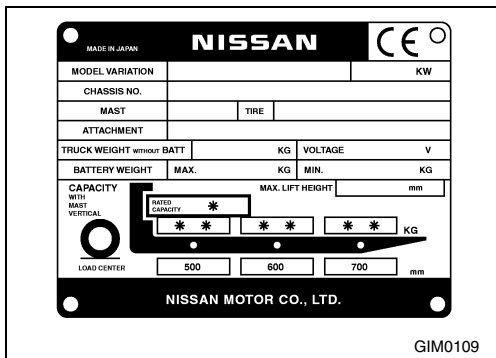 MADE IN JAPAN NISSAN CE
MODEL VARIATION KW
CHASSIS NO.
MAST TIRE
ATTACHMENT
TRUCK WEIGHT WITHOUT BATT KG VOLTAGE V
BATTERY WEIGHT MAX. KG MIN. KG
CAPACITY
WITH
MAST
VERTICAL
MAX. LIFT HEIGHT mm
RATED
CAPACITY *
* * * * * * KG
LOAD CENTER 500 600 700 mm
NISSAN MOTOR CO., LTD.
GIM0109